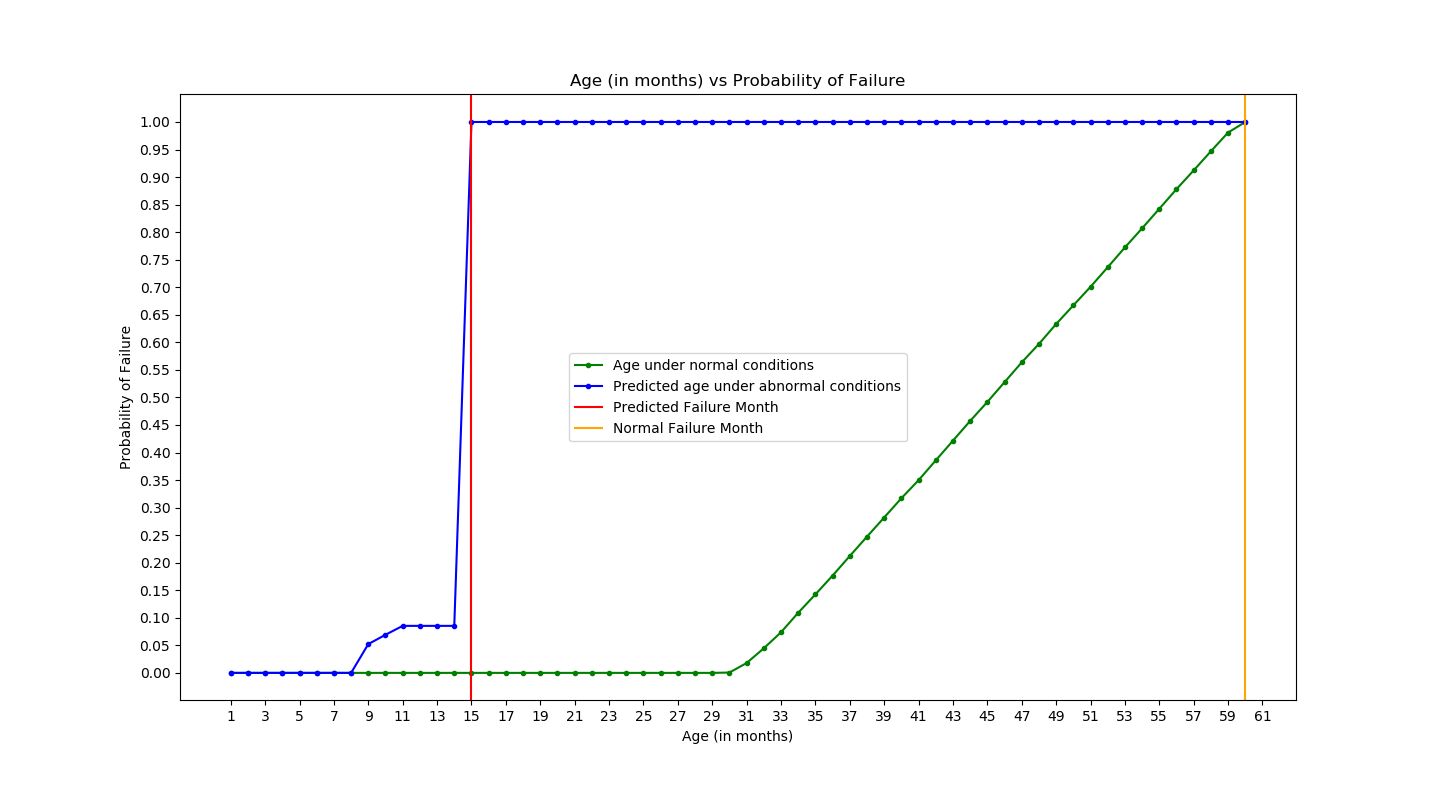 Age (in months) vs Probability of Failure
1.00
0.95
0.90
0.85
0.80
0.75
0.70
0.65
0.60
0.55
0.50
0.45
0.40
0.35
0.30
0.25
0.20
0.15
0.10
0.05
0.00
Probability of Failure
Age under normal conditions
Predicted age under abnormal conditions
Predicted Failure Month
Normal Failure Month
1 3 5 7 9 11 13 15 17 19 21 23 25 27 29 31 33 35 37 39 41 43 45 47 49 51 53 55 57 59 61
Age (in months)